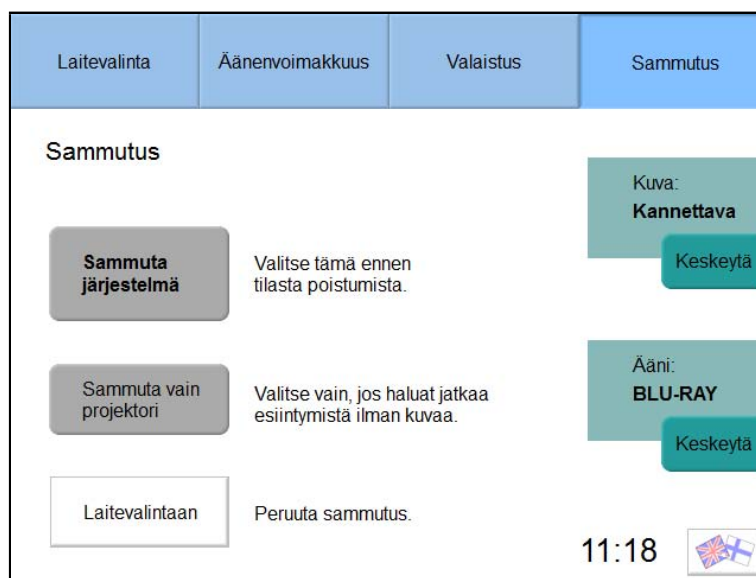 Laitevalinta
Äänenvoimakkuus
Valaistus
Sammutus
Sammutus
Sammuta
järjestelmä
Valitse tämä ennen
tilasta poistumista.
Sammuta vain
projektori
Valitse vain, jos haluat jatkaa
esiintymistä ilman kuvaa.
Laitevalintaan
Peruuta sammutus.
Kuva:
Kannettava
Keskeytä
Ääni:
BLU-RAY
Keskeytä
11:18